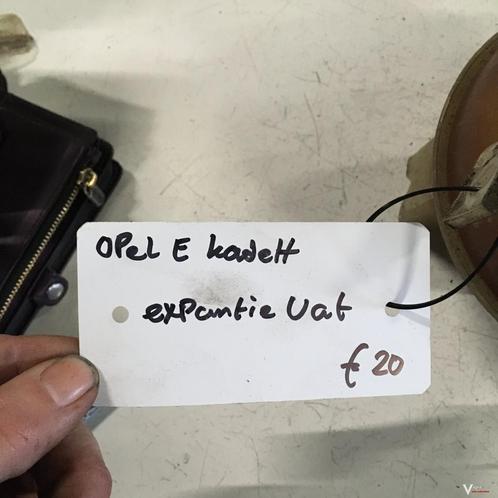 OPel E kadett
expantie Vat
€ 20